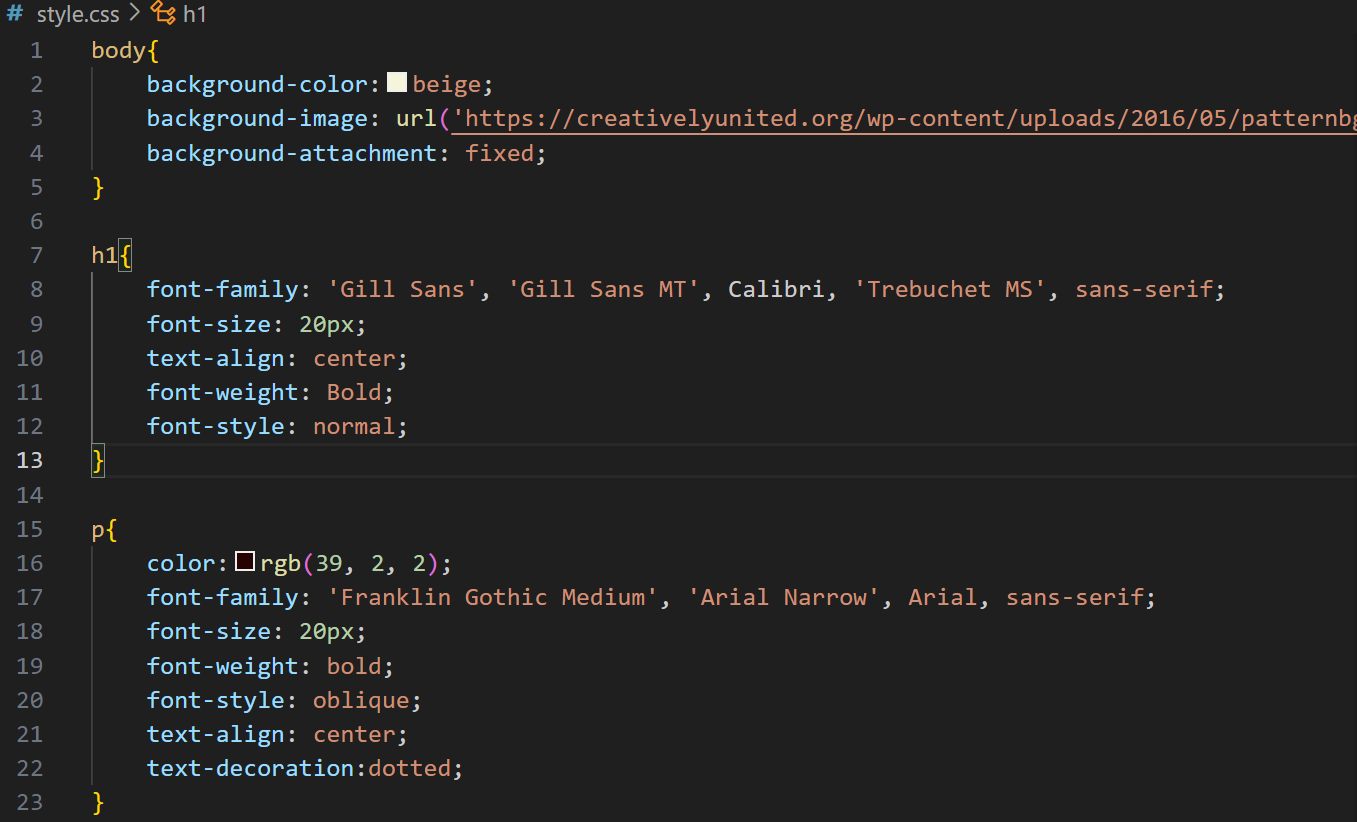 # style.css > h1
1 body{
2 background-color: beige;
3 background-image: url('https://creativelyunited.org/wp-content/uploads/2016/05/patternbg
4 background-attachment: fixed;
5 }
6
7 h1{
8 font-family: 'Gill Sans', 'Gill Sans MT', Calibri, 'Trebuchet MS', sans-serif;
9 font-size: 20px;
10 text-align: center;
11 font-weight: Bold;
12 font-style: normal;
13 }
14
15 p{
16 color: rgb(39, 2, 2);
17 font-family: 'Franklin Gothic Medium', 'Arial Narrow', Arial, sans-serif;
18 font-size: 20px;
19 font-weight: bold;
20 font-style: oblique;
21 text-align: center;
22 text-decoration:dotted;
23 }